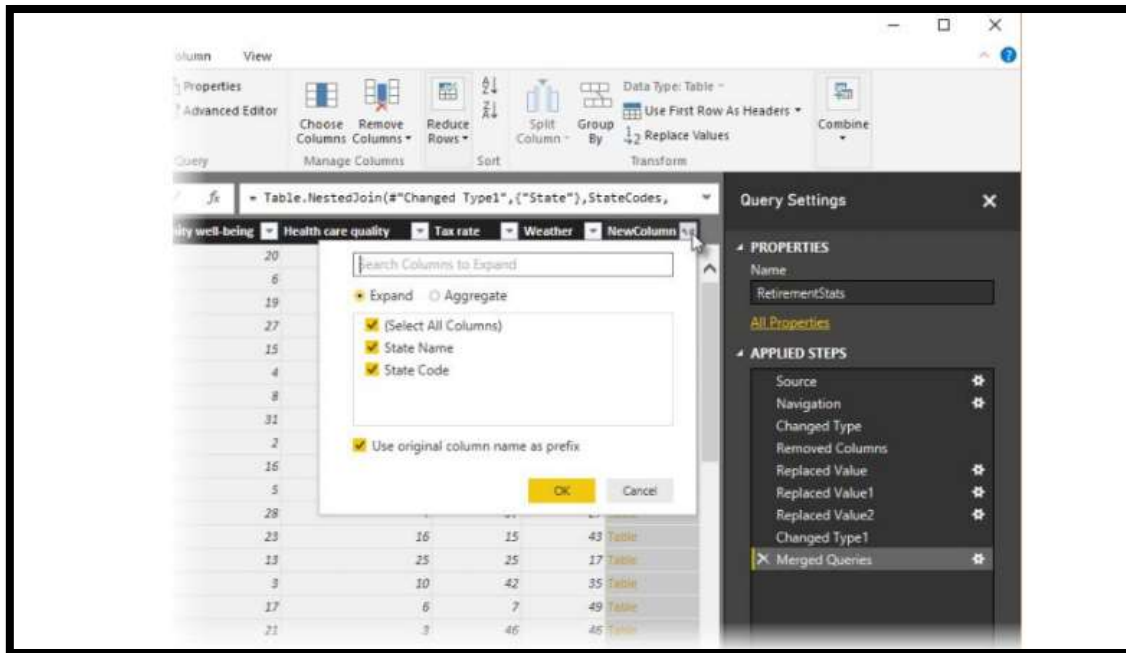 View
Properties
Advanced Editor
Choose Columns
Remove Columns
Reduce Rows
Split Column
Group By
Data Type: Table
Use First Row As Headers
Replace Values
Combine
Manage Columns
Sort
Transform
fx
= Table.NestedJoin(#"Changed Type1",{"State"},StateCodes,
well-being
Health care quality
Tax rate
Weather
NewColumn
20
6
19
27
15
4
8
31
2
16
5
28
23 16 15 43 Table
13 25 25 17 Table
3 10 42 35 Table
17 6 7 49 Table
21 3 46 46 Table
Search Columns to Expand
Expand
Aggregate
(Select All Columns)
State Name
State Code
Use original column name as prefix
OK
Cancel
Query Settings
PROPERTIES
Name
RetirementStats
All Properties
APPLIED STEPS
Source
Navigation
Changed Type
Removed Columns
Replaced Value
Replaced Value1
Replaced Value2
Changed Type1
Merged Queries